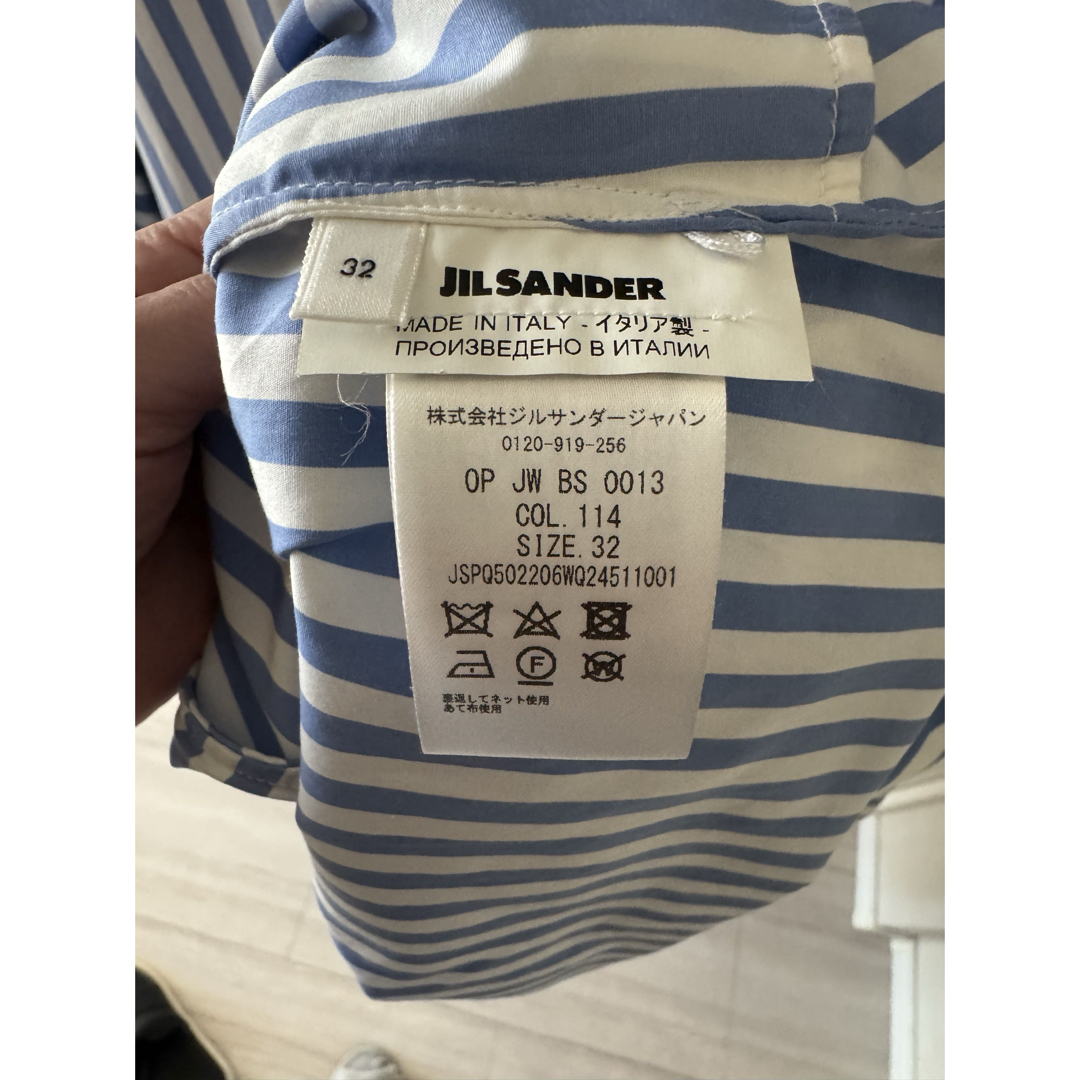 32
JIL SANDER
MADE IN ITALY - イタリア製 -
ПРОИЗВЕДЕНО В ИТАЛИИ
株式会社ジルサンダージャパン
0120-919-256
OP JW BS 0013
COL. 114
SIZE. 32
JSPQ502206WQ24511001
F
W
裏返してネット使用
あて布使用